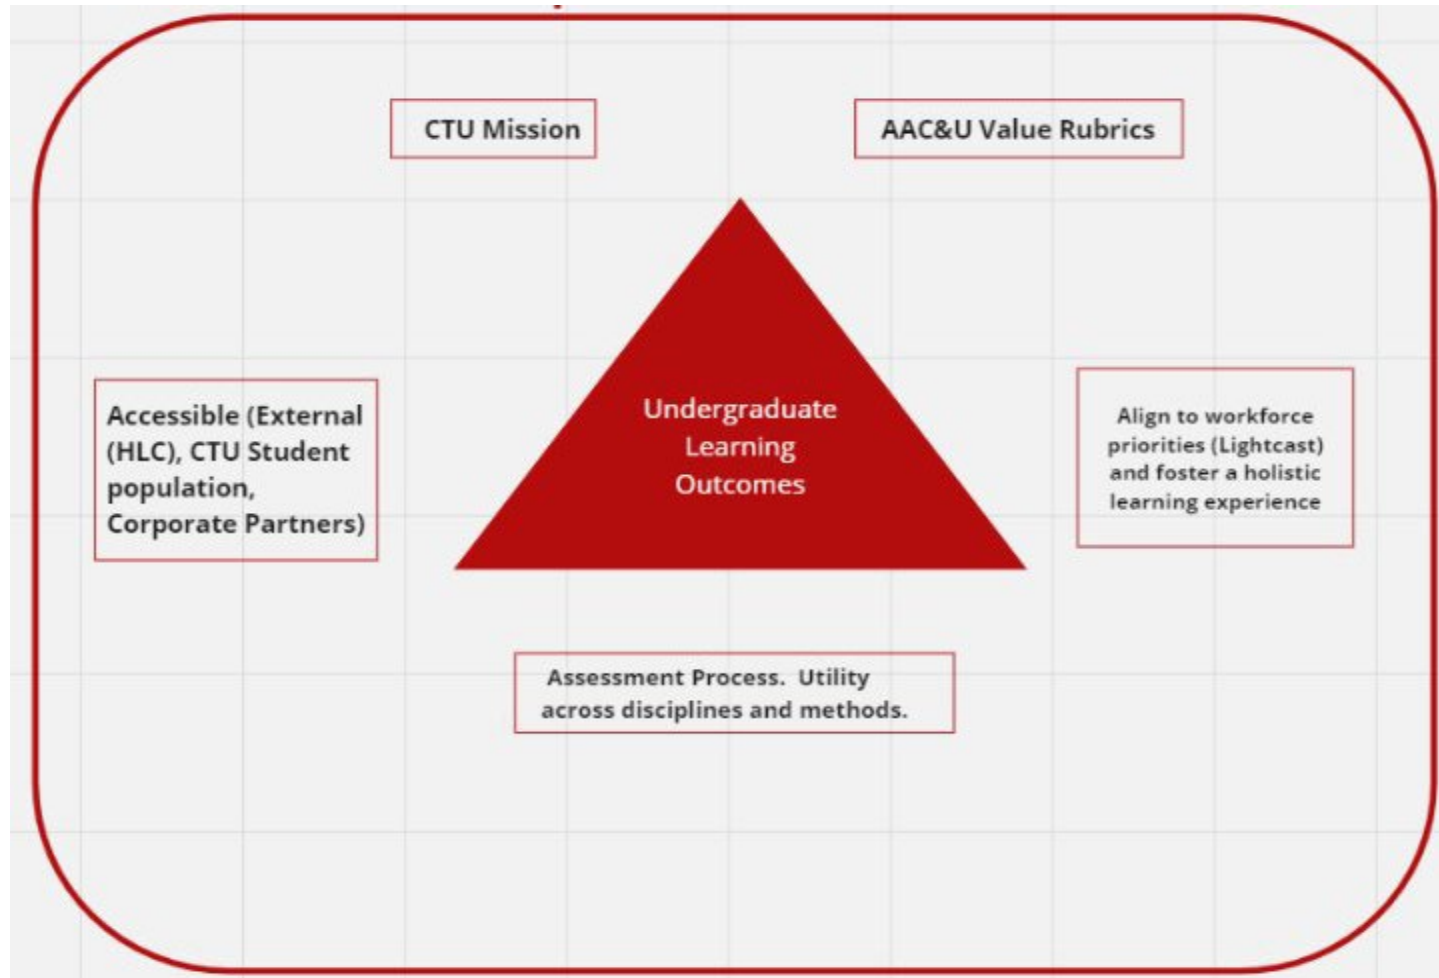 CTU Mission
AAC&U Value Rubrics
Undergraduate
Learning
Outcomes
Accessible (External
(HLC), CTU Student
population,
Corporate Partners)
Align to workforce
priorities (Lightcast)
and foster a holistic
learning experience
Assessment Process. Utility
across disciplines and methods.